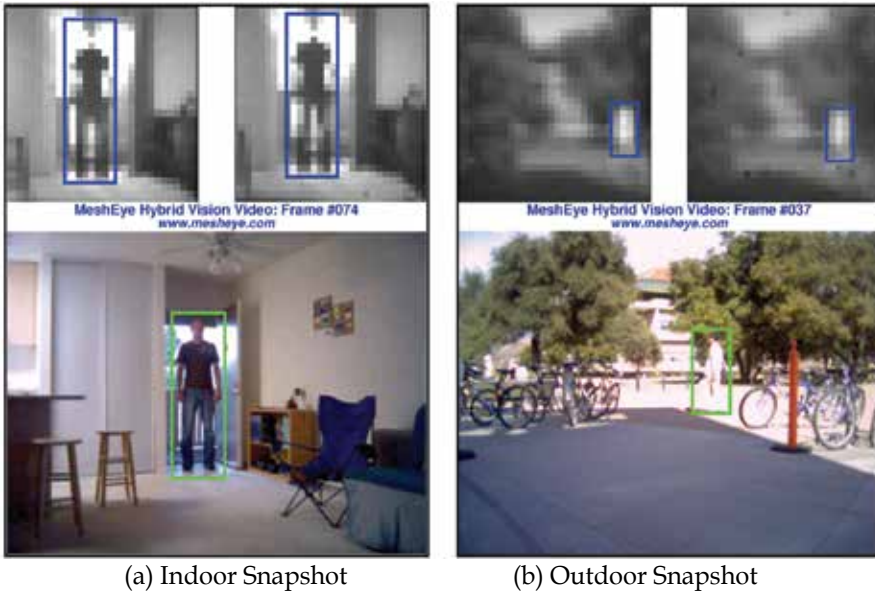 MeshEye Hybrid Vision Video: Frame #074
www.mesheye.com
MeshEye Hybrid Vision Video: Frame #037
www.mesheye.com
(a) Indoor Snapshot
(b) Outdoor Snapshot